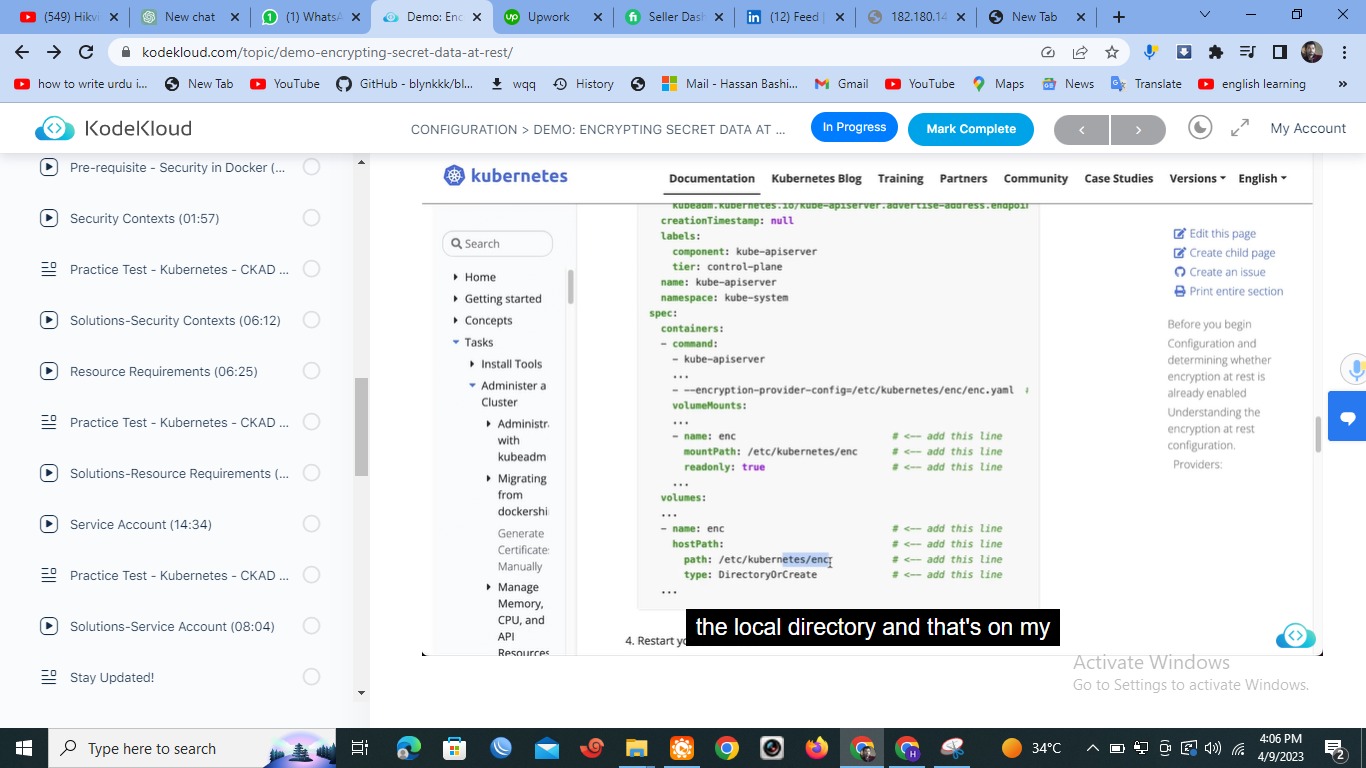 (549) Hikvi
New chat
(1) WhatsA
Demo: Enc
Upwork
Seller Dash
(12) Feed |
182.180.14
New Tab
kodekloud.com/topic/demo-encrypting-secret-data-at-rest/
how to write urdu i...
New Tab
YouTube
GitHub - blynkkk/bl...
wqq
History
Mail - Hassan Bashi...
Gmail
YouTube
Maps
News
Translate
english learning
»
KodeKloud
CONFIGURATION > DEMO: ENCRYPTING SECRET DATA AT ...
In Progress
Mark Complete
My Account
Pre-requisite - Security in Docker (...
Security Contexts (01:57)
Practice Test - Kubernetes - CKAD ...
Solutions-Security Contexts (06:12)
Resource Requirements (06:25)
Practice Test - Kubernetes - CKAD ...
Solutions-Resource Requirements (...
Service Account (14:34)
Practice Test - Kubernetes - CKAD ...
Solutions-Service Account (08:04)
Stay Updated!
kubernetes
Documentation
Kubernetes Blog
Training
Partners
Community
Case Studies
Versions
English
Search
Home
Getting started
Concepts
Tasks
Install Tools
Administer a
Cluster
Administra
with
kubeadm
Migrating
from
dockershi
Generate
Certificates
Manually
Manage
Memory,
CPU, and
API
Resources
kubeadm.kubernetes.io/kube-apiserver.advertise-address.endpoin
creationTimestamp: null
labels:
component: kube-apiserver
tier: control-plane
name: kube-apiserver
namespace: kube-system
spec:
containers:
- command:
- kube-apiserver
...
- --encryption-provider-config=/etc/kubernetes/enc/enc.yaml #
volumeMounts:
...
- name: enc # <-- add this line
mountPath: /etc/kubernetes/enc # <-- add this line
readonly: true # <-- add this line
...
volumes:
...
- name: enc # <-- add this line
hostPath: # <-- add this line
path: /etc/kubernetes/enc # <-- add this line
type: DirectoryOrCreate # <-- add this line
...
4. Restart yo
the local directory and that's on my
Edit this page
Create child page
Create an issue
Print entire section
Before you begin
Configuration and
determining whether
encryption at rest is
already enabled
Understanding the
encryption at rest
configuration.
Providers:
Activate Windows
Go to Settings to activate Windows.
Type here to search
34°C
4:06 PM
4/9/2023
2